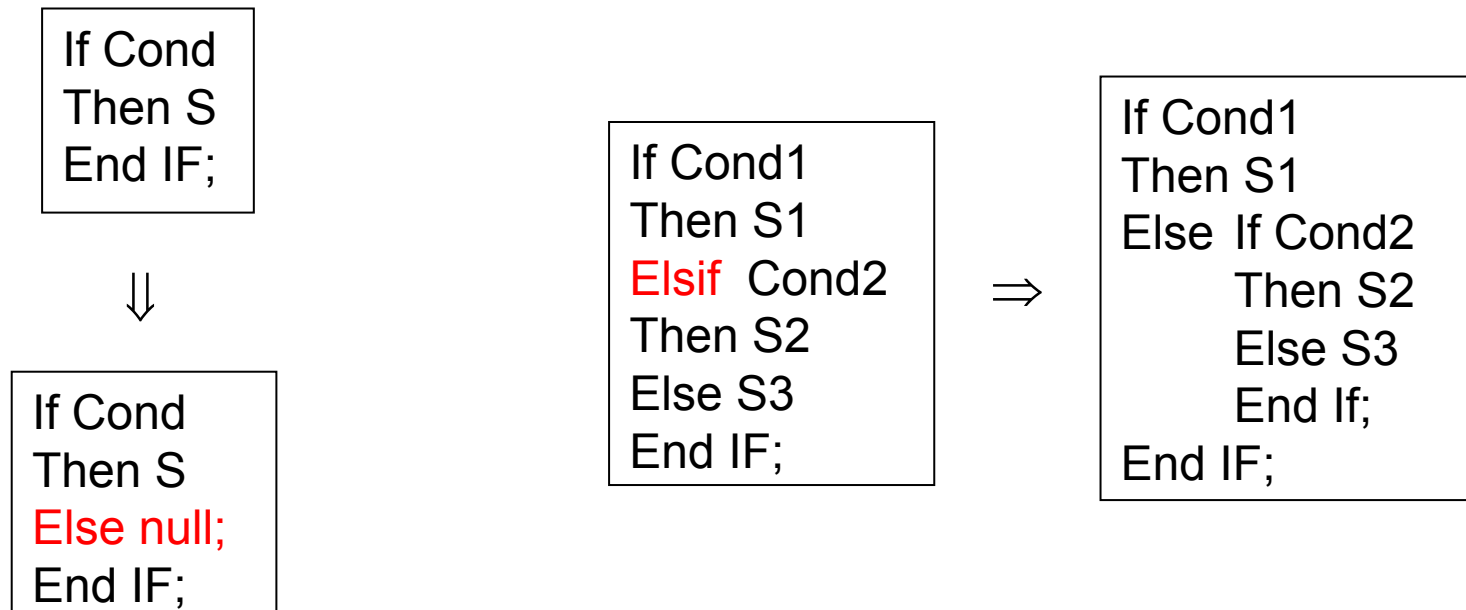 If Cond
Then S
End IF;
⇓
If Cond
Then S
Else null;
End IF;
If Cond1
Then S1
Elsif Cond2
Then S2
Else S3
End IF;
⇒
If Cond1
Then S1
Else If Cond2
Then S2
Else S3
End If;
End IF;